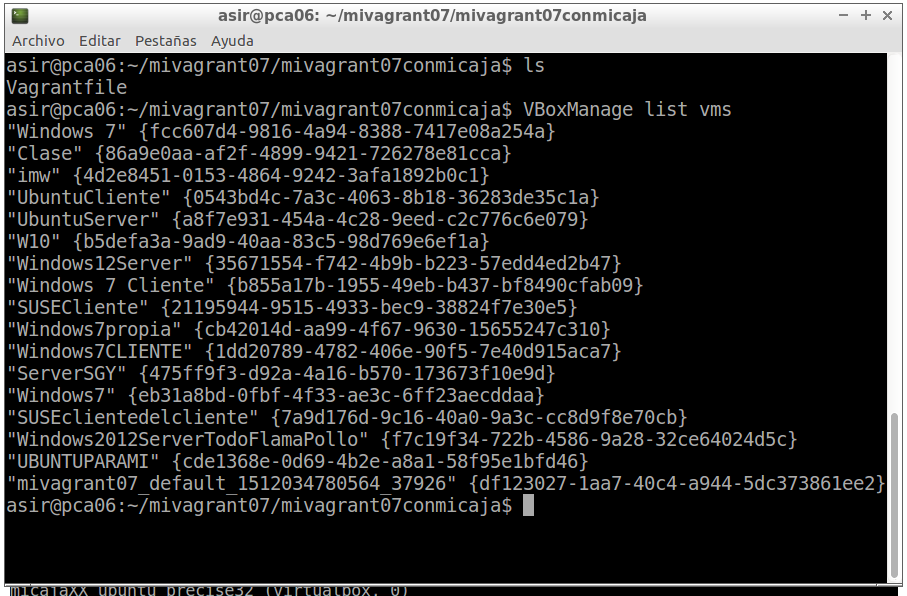 asir@pca06: ~/mivagrant07/mivagrant07conmicaja
Archivo Editar Pestañas Ayuda
asir@pca06:~/mivagrant07/mivagrant07conmicaja$ ls
Vagrantfile
asir@pca06:~/mivagrant07/mivagrant07conmicaja$ VBoxManage list vms
"Windows 7" {fcc607d4-9816-4a94-8388-7417e08a254a}
"Clase" {86a9e0aa-af2f-4899-9421-726278e81cca}
"imw" {4d2e8451-0153-4864-9242-3afa1892b0c1}
"UbuntuCliente" {0543bd4c-7a3c-4063-8b18-36283de35c1a}
"UbuntuServer" {a8f7e931-454a-4c28-9eed-c2c776c6e079}
"W10" {b5defa3a-9ad9-40aa-83c5-98d769e6ef1a}
"Windows12Server" {35671554-f742-4b9b-b223-57edd4ed2b47}
"Windows 7 Cliente" {b855a17b-1955-49eb-b437-bf8490cfab09}
"SUSECliente" {21195944-9515-4933-bec9-38824f7e30e5}
"Windows7propia" {cb42014d-aa99-4f67-9630-15655247c310}
"Windows7CLIENTE" {1dd20789-4782-406e-90f5-7e40d915aca7}
"ServerSGY" {475ff9f3-d92a-4a16-b570-173673f10e9d}
"Windows7" {eb31a8bd-0fbf-4f33-ae3c-6ff23aecddaa}
"SUSEclientedelcliente" {7a9d176d-9c16-40a0-9a3c-cc8d9f8e70cb}
"Windows2012ServerTodoFlamaPollo" {f7c19f34-722b-4586-9a28-32ce64024d5c}
"UBUNTUPARAMI" {cde1368e-0d69-4b2e-a8a1-58f95e1bfd46}
"mivagrant07_default_1512034780564_37926" {df123027-1aa7-40c4-a944-5dc373861ee2}
asir@pca06:~/mivagrant07/mivagrant07conmicaja$
micajaXX_ubuntu_precise32 (virtualbox, 0)